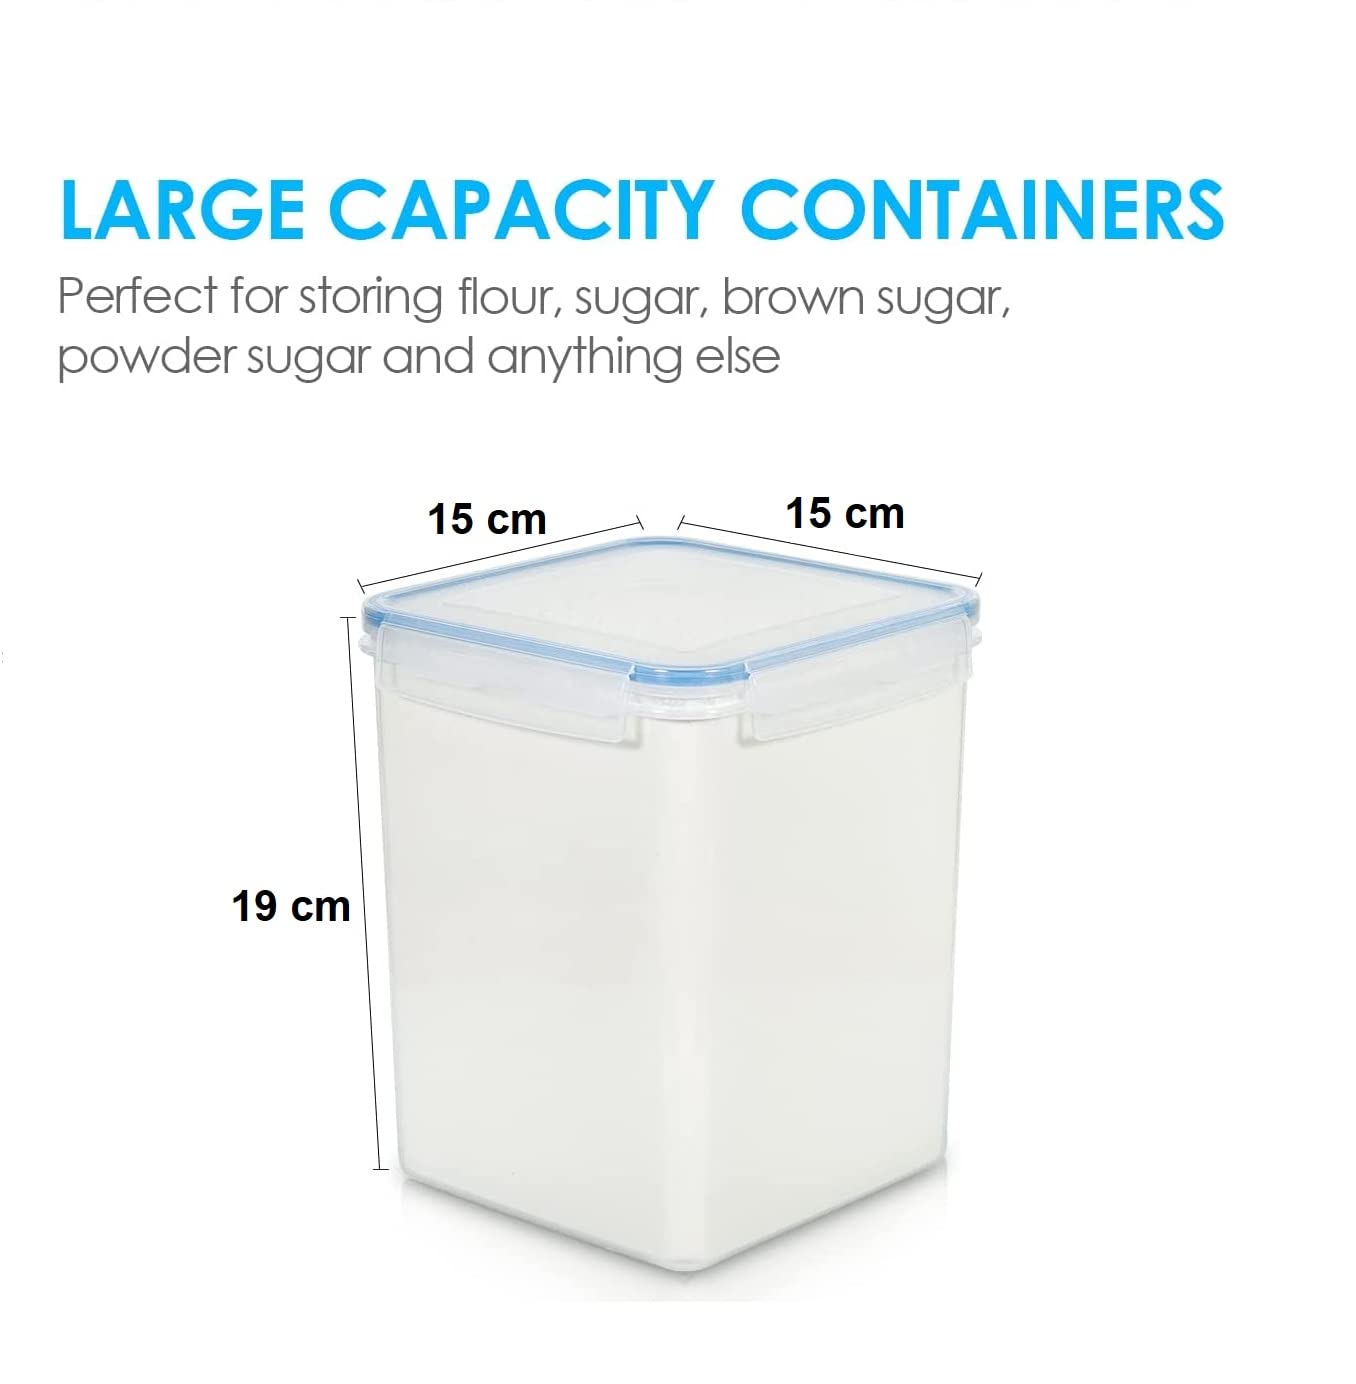 LARGE CAPACITY CONTAINERS
Perfect for storing flour, sugar, brown sugar,
powder sugar and anything else
15 cm
15 cm
19 cm